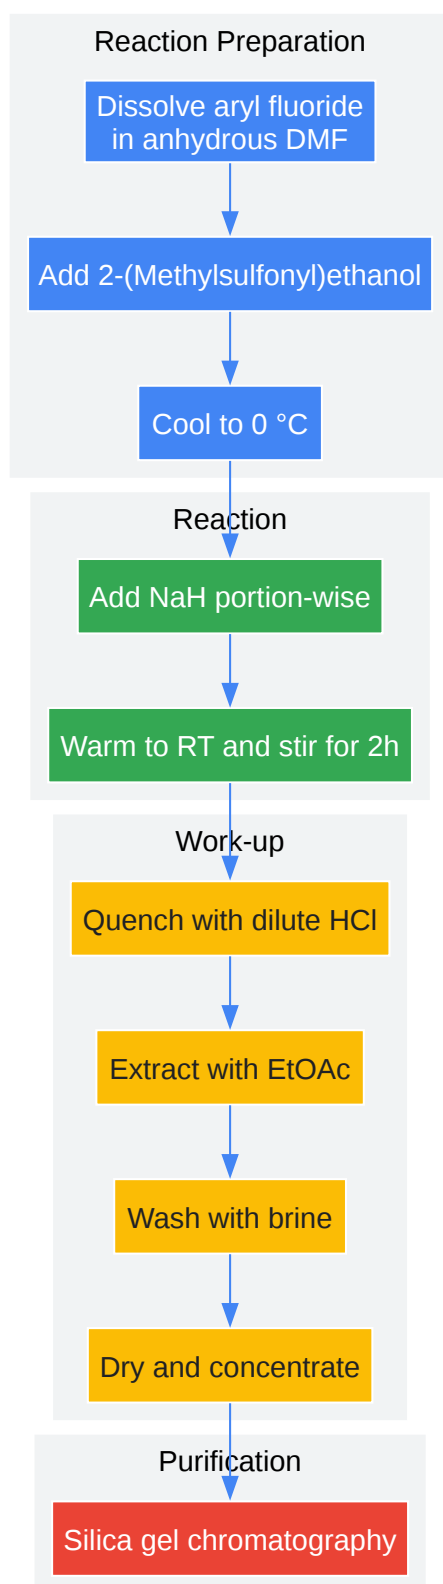 Reaction Preparation
Dissolve aryl fluoride
in anhydrous DMF
Add 2-(Methylsulfonyl)ethanol
Cool to 0 °C
Reaction
Add NaH portion-wise
Warm to RT and stir for 2h
Work-up
Quench with dilute HCl
Extract with EtOAc
Wash with brine
Dry and concentrate
Purification
Silica gel chromatography